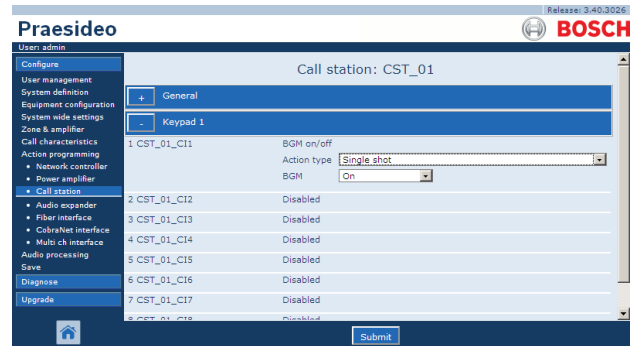 Release: 3.40.3026
Praesideo
BOSCH
User: admin
Configure
User management
System definition
Equipment configuration
System wide settings
Zone & amplifier
Call characteristics
Action programming
• Network controller
• Power amplifier
• Call station
• Audio expander
• Fiber interface
• CobraNet interface
• Multi ch interface
Audio processing
Save
Diagnose
Upgrade
Call station: CST_01
+ General
- Keypad 1
1 CST_01_CI1 BGM on/off
Action type Single shot
BGM On
2 CST_01_CI2 Disabled
3 CST_01_CI3 Disabled
4 CST_01_CI4 Disabled
5 CST_01_CI5 Disabled
6 CST_01_CI6 Disabled
7 CST_01_CI7 Disabled
8 CST_01_CI8 Disabled
Submit